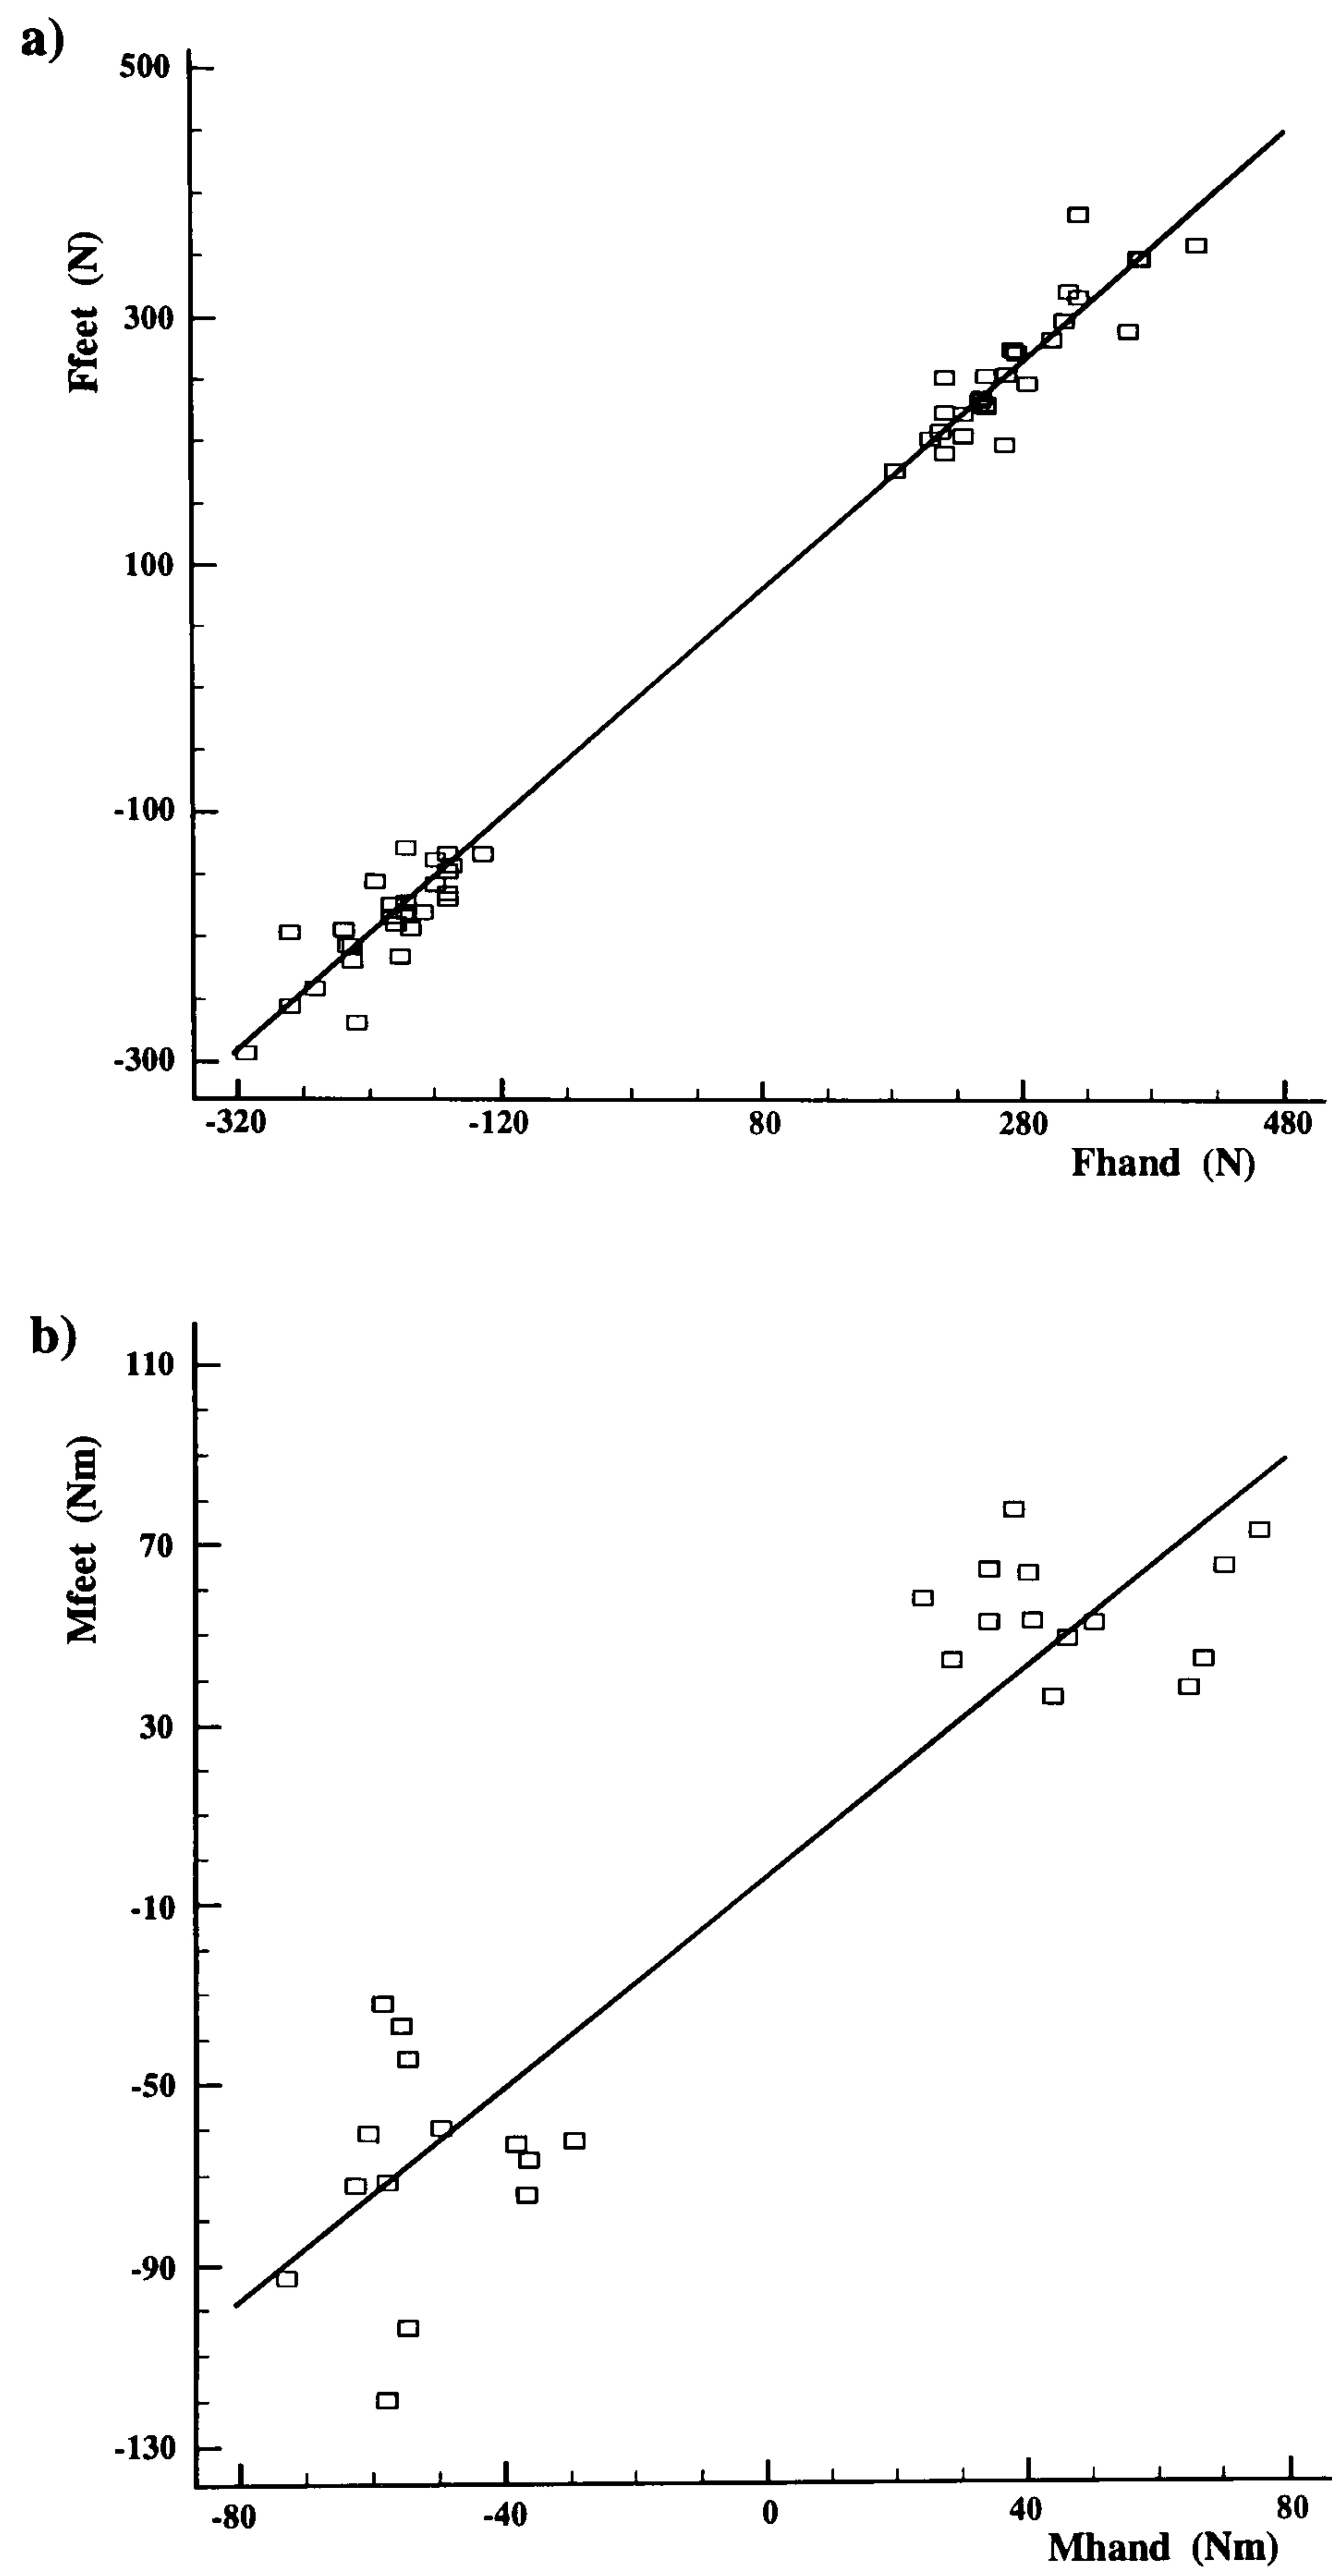 a)
500
300
100
-100
-300
Ffeet (N)
-320 -120 80 280 480
Fhand (N)
b)
110
70
30
-10
-50
-90
-130
Mfeet (Nm)
-80 -40 0 40 80
Mhand (Nm)